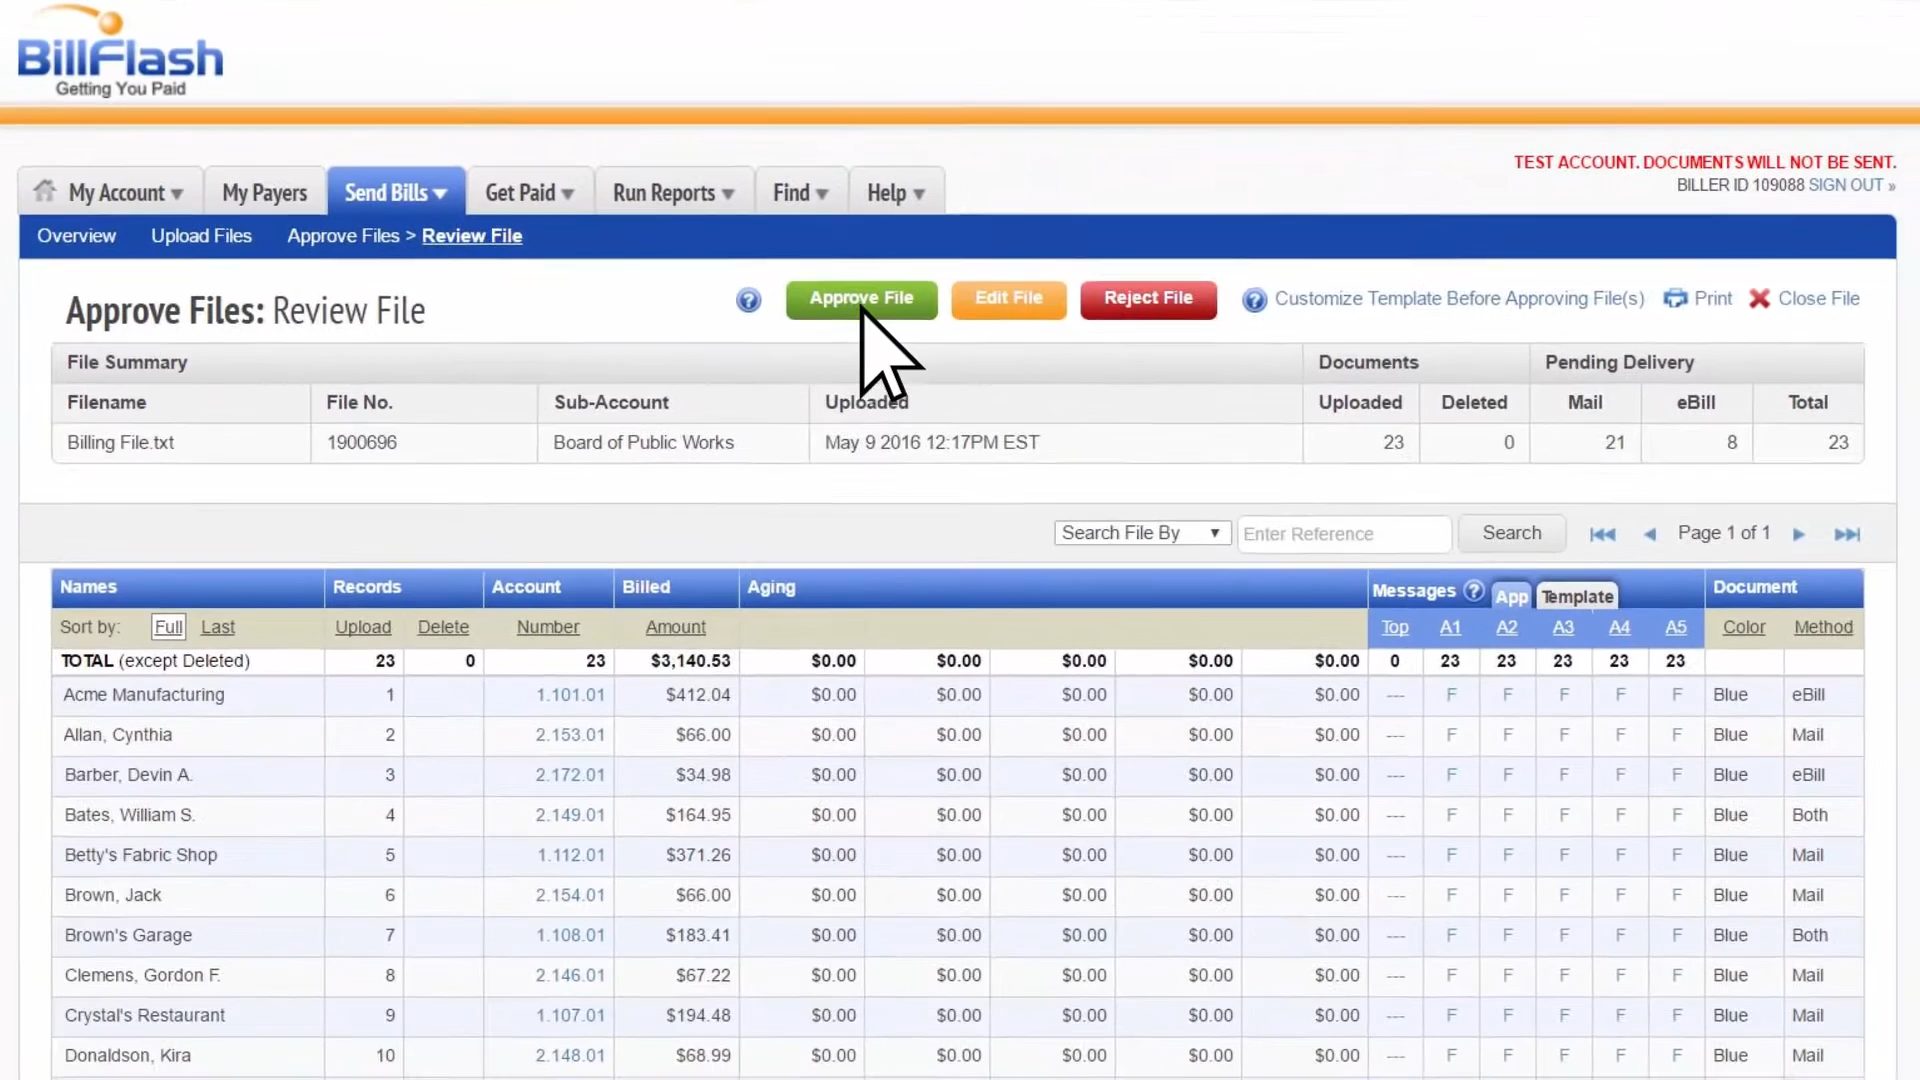 BillFlash
Getting You Paid
TEST ACCOUNT. DOCUMENTS WILL NOT BE SENT.
BILLER ID 109088 SIGN OUT »
My Account My Payers Send Bills Get Paid Run Reports Find Help
Overview Upload Files Approve Files > Review File
Approve Files: Review File ? Approve File Edit File Reject File ? Customize Template Before Approving File(s) Print Close File
File Summary Documents Pending Delivery
Filename File No. Sub-Account Uploaded Uploaded Deleted Mail eBill Total
Billing File.txt 1900696 Board of Public Works May 9 2016 12:17PM EST 23 0 21 8 23
Search File By Enter Reference Search Page 1 of 1
Names Records Account Billed Aging Messages ? App Template Document
Sort by: Full Last Upload Delete Number Amount Top A1 A2 A3 A4 A5 Color Method
TOTAL (except Deleted) 23 0 23 $3,140.53 $0.00 $0.00 $0.00 $0.00 $0.00 0 23 23 23 23 23
Acme Manufacturing 1 1.101.01 $412.04 $0.00 $0.00 $0.00 $0.00 $0.00 --- F F F F F Blue eBill
Allan, Cynthia 2 2.153.01 $66.00 $0.00 $0.00 $0.00 $0.00 $0.00 --- F F F F F Blue Mail
Barber, Devin A. 3 2.172.01 $34.98 $0.00 $0.00 $0.00 $0.00 $0.00 --- F F F F F Blue eBill
Bates, William S. 4 2.149.01 $164.95 $0.00 $0.00 $0.00 $0.00 $0.00 --- F F F F F Blue Both
Betty's Fabric Shop 5 1.112.01 $371.26 $0.00 $0.00 $0.00 $0.00 $0.00 --- F F F F F Blue Mail
Brown, Jack 6 2.154.01 $66.00 $0.00 $0.00 $0.00 $0.00 $0.00 --- F F F F F Blue Mail
Brown's Garage 7 1.108.01 $183.41 $0.00 $0.00 $0.00 $0.00 $0.00 --- F F F F F Blue Both
Clemens, Gordon F. 8 2.146.01 $67.22 $0.00 $0.00 $0.00 $0.00 $0.00 --- F F F F F Blue Mail
Crystal's Restaurant 9 1.107.01 $194.48 $0.00 $0.00 $0.00 $0.00 $0.00 --- F F F F F Blue Mail
Donaldson, Kira 10 2.148.01 $68.99 $0.00 $0.00 $0.00 $0.00 $0.00 --- F F F F F Blue Mail